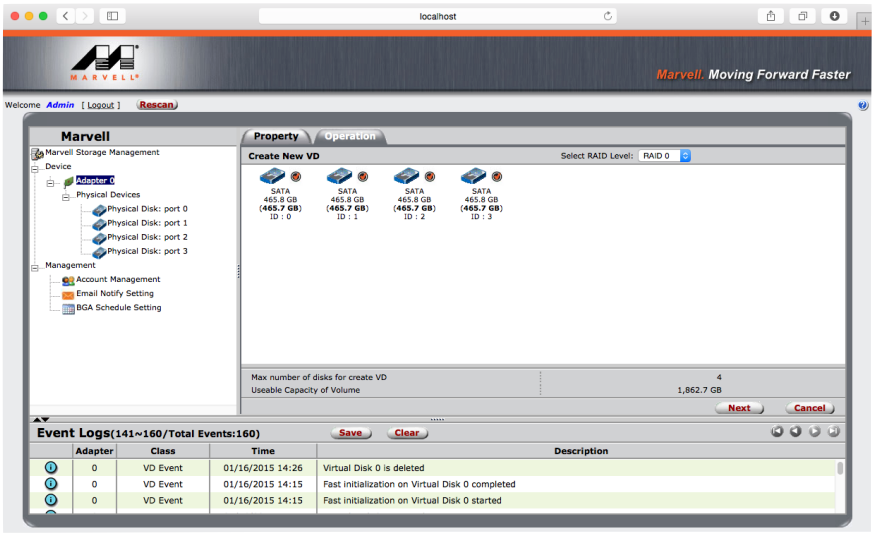 localhost
MARVELL®
Marvell. Moving Forward Faster
Welcome Admin [ Logout ] Rescan
Marvell
Marvell Storage Management
Device
Adapter 0
Physical Devices
Physical Disk: port 0
Physical Disk: port 1
Physical Disk: port 2
Physical Disk: port 3
Management
Account Management
Email Notify Setting
BGA Schedule Setting
Property Operation
Create New VD Select RAID Level: RAID 0
SATA SATA SATA SATA
465.8 GB 465.8 GB 465.8 GB 465.8 GB
(465.7 GB) (465.7 GB) (465.7 GB) (465.7 GB)
ID : 0 ID : 1 ID : 2 ID : 3
Max number of disks for create VD 4
Useable Capacity of Volume 1,862.7 GB
Next Cancel
Event Logs(141~160/Total Events:160) Save Clear
Adapter Class Time Description
0 VD Event 01/16/2015 14:26 Virtual Disk 0 is deleted
0 VD Event 01/16/2015 14:15 Fast initialization on Virtual Disk 0 completed
0 VD Event 01/16/2015 14:15 Fast initialization on Virtual Disk 0 started